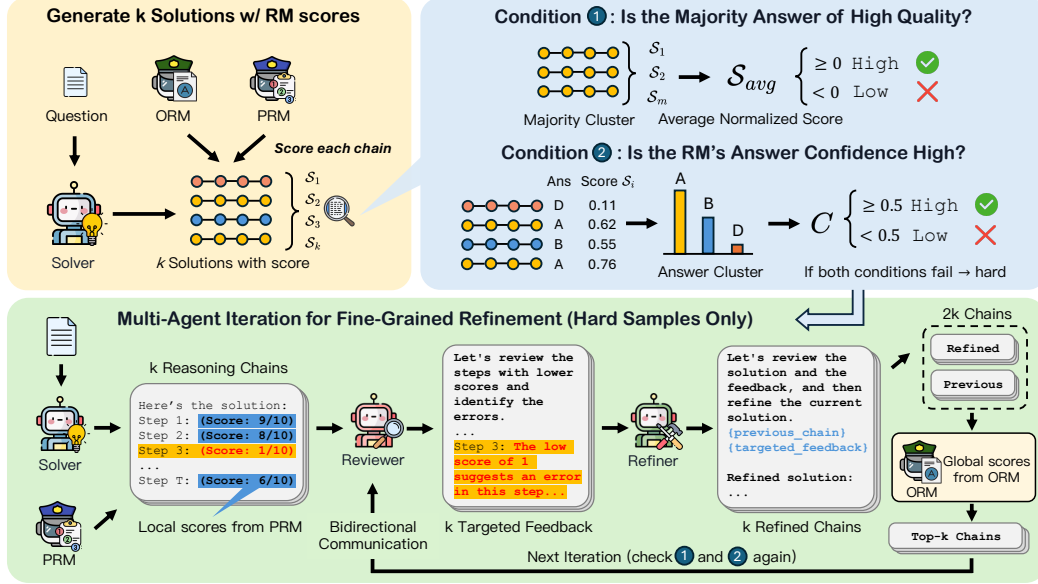 Generate k Solutions w/ RM scores
Question
ORM
PRM
Score each chain
Solver
S₁
S₂
S₃
Sₖ
k Solutions with score
Condition 1 : Is the Majority Answer of High Quality?
S₁
S₂
Sₘ
Majority Cluster
S_avg
≥ 0 High
< 0 Low
Average Normalized Score
Condition 2 : Is the RM's Answer Confidence High?
Ans Score Sᵢ
D 0.11
A 0.62
B 0.55
A 0.76
A
B
D
Answer Cluster
C
≥ 0.5 High
< 0.5 Low
If both conditions fail → hard
Multi-Agent Iteration for Fine-Grained Refinement (Hard Samples Only)
Solver
PRM
k Reasoning Chains
Here's the solution:
Step 1: (Score: 9/10)
Step 2: (Score: 8/10)
Step 3: (Score: 1/10)
...
Step T: (Score: 6/10)
Local scores from PRM
Reviewer
Bidirectional
Communication
Let's review the
steps with lower
scores and
identify the
errors.
...
Step 3: The low
score of 1
suggests an error
in this step...
k Targeted Feedback
Refiner
Let's review the
solution and the
feedback, and then
refine the current
solution.
{previous_chain}
{targeted_feedback}
Refined solution:
...
k Refined Chains
2k Chains
Refined
Previous
ORM
Global scores
from ORM
Top-k Chains
Next Iteration (check 1 and 2 again)